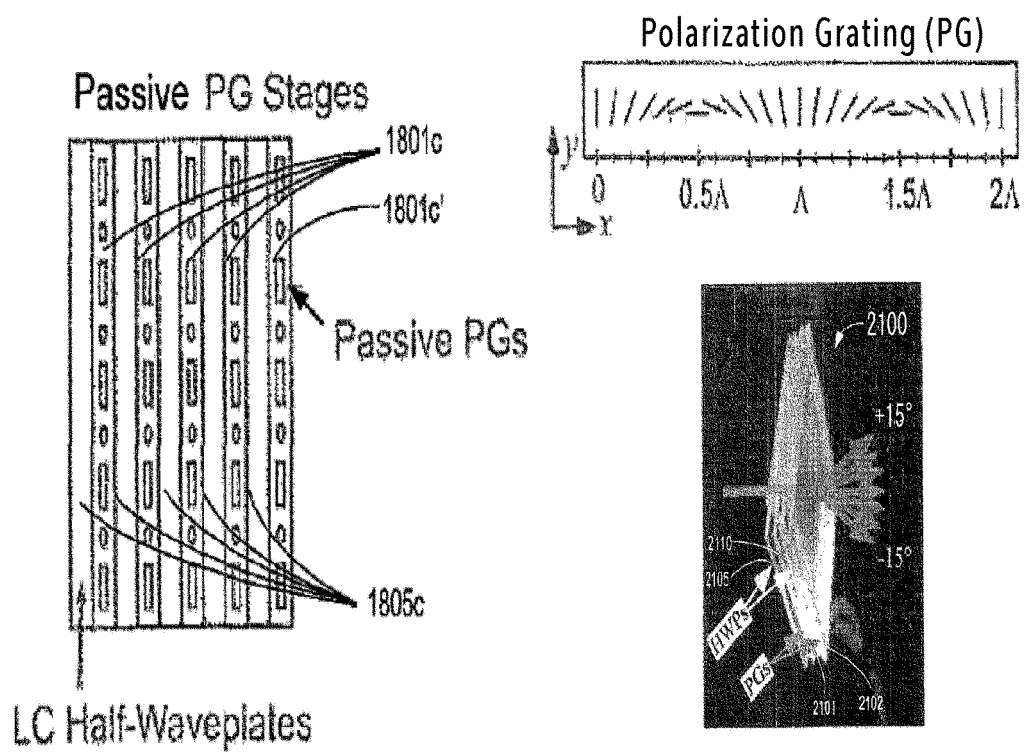 Passive PG Stages
1801c
1801c'
Passive PGs
1805c
LC Half-Waveplates
Polarization Grating (PG)
y
x
0
0.5Λ
Λ
1.5Λ
2Λ
2100
+15°
-15°
2110
2105
HWPs
PGs
2101
2102